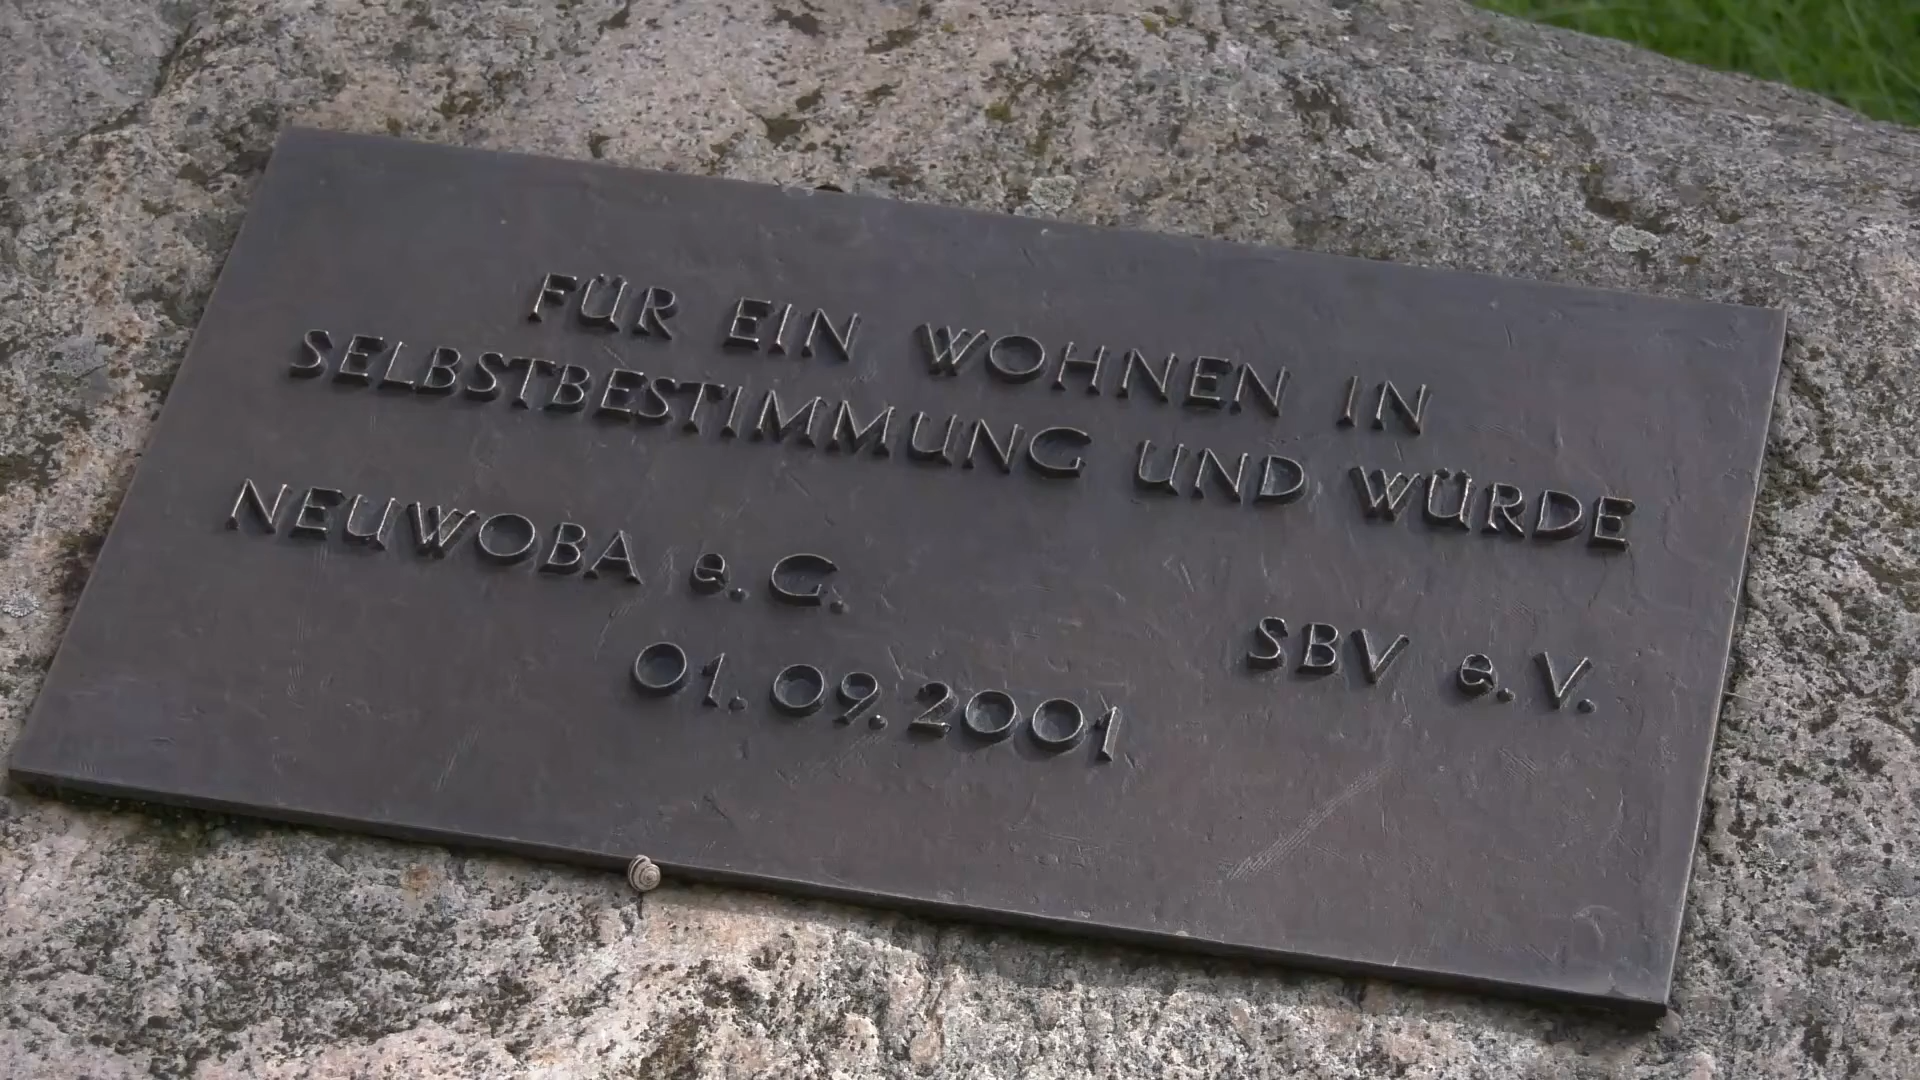 FÜR EIN WOHNEN IN
SELBSTBESTIMMUNG UND WÜRDE
NEUWOBA e.G. SBV e.V.
01.09.2001